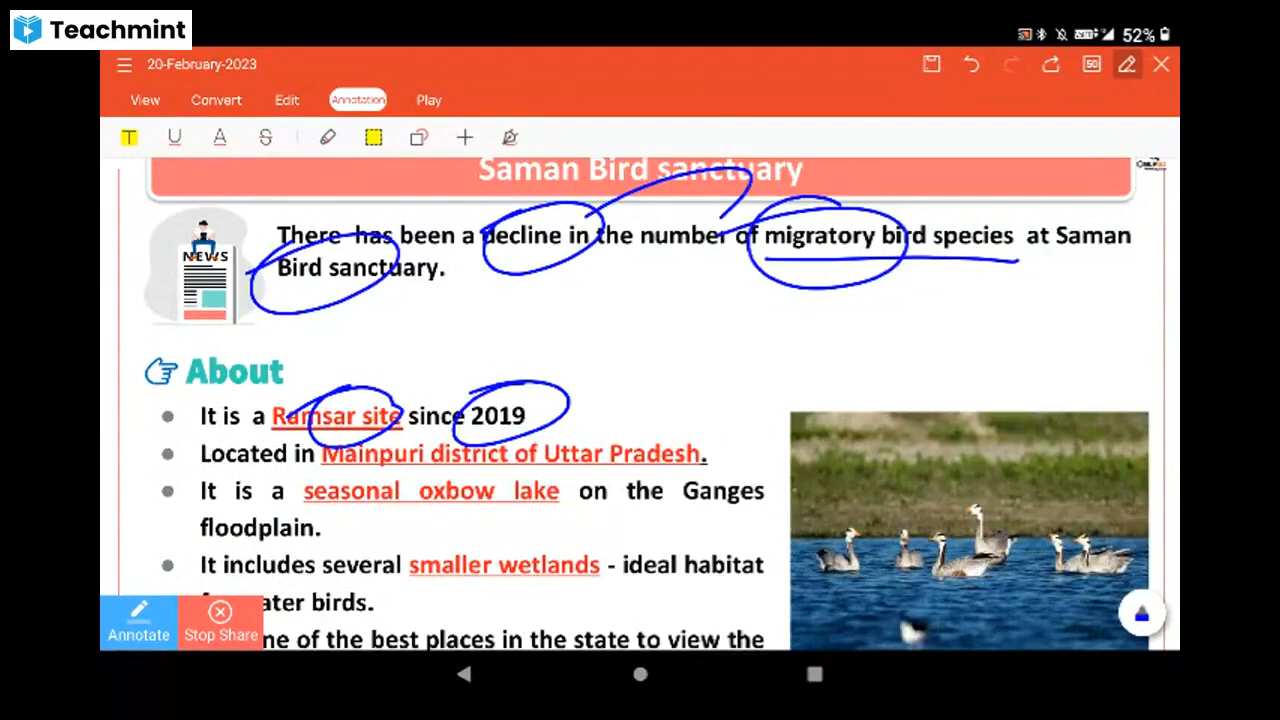 Teachmint
52%
20-February-2023
50
View Convert Edit Annotation Play
T U A S
Saman Bird sanctuary
There has been a decline in the number of migratory bird species at Saman
Bird sanctuary.
NEWS
About
It is a Ramsar site since 2019
Located in Mainpuri district of Uttar Pradesh.
It is a seasonal oxbow lake on the Ganges
floodplain.
It includes several smaller wetlands - ideal habitat
ater birds.
ne of the best places in the state to view the
Annotate
Stop Share